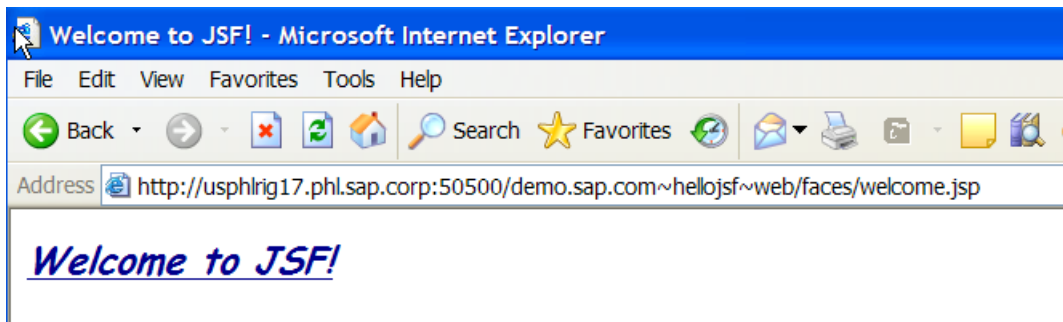 Welcome to JSF! - Microsoft Internet Explorer
File Edit View Favorites Tools Help
Back Search Favorites
Address http://usphlrig17.phl.sap.corp:50500/demo.sap.com~hellojsf~web/faces/welcome.jsp
Welcome to JSF!